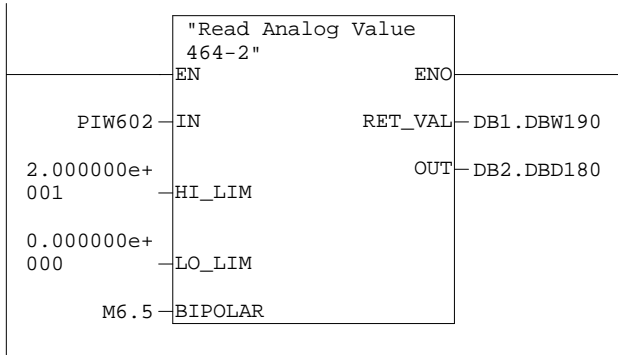 "Read Analog Value
464-2"
EN ENO
PIW602 IN RET_VAL DB1.DBW190
2.000000e+ OUT DB2.DBD180
001 HI_LIM
0.000000e+
000 LO_LIM
M6.5 BIPOLAR